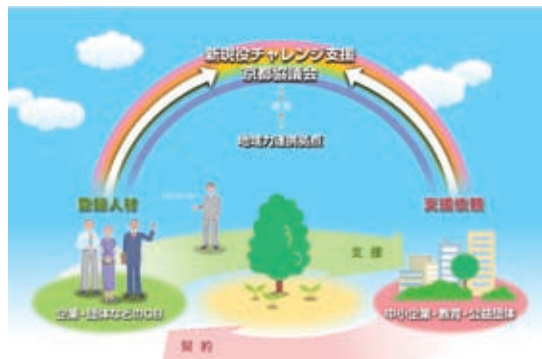 新現役チャレンジ支援
京都協議会
地域力連携拠点
登録人材
支援依頼
支援
企業・団体などのOB
中小企業・教育・公益団体
契約